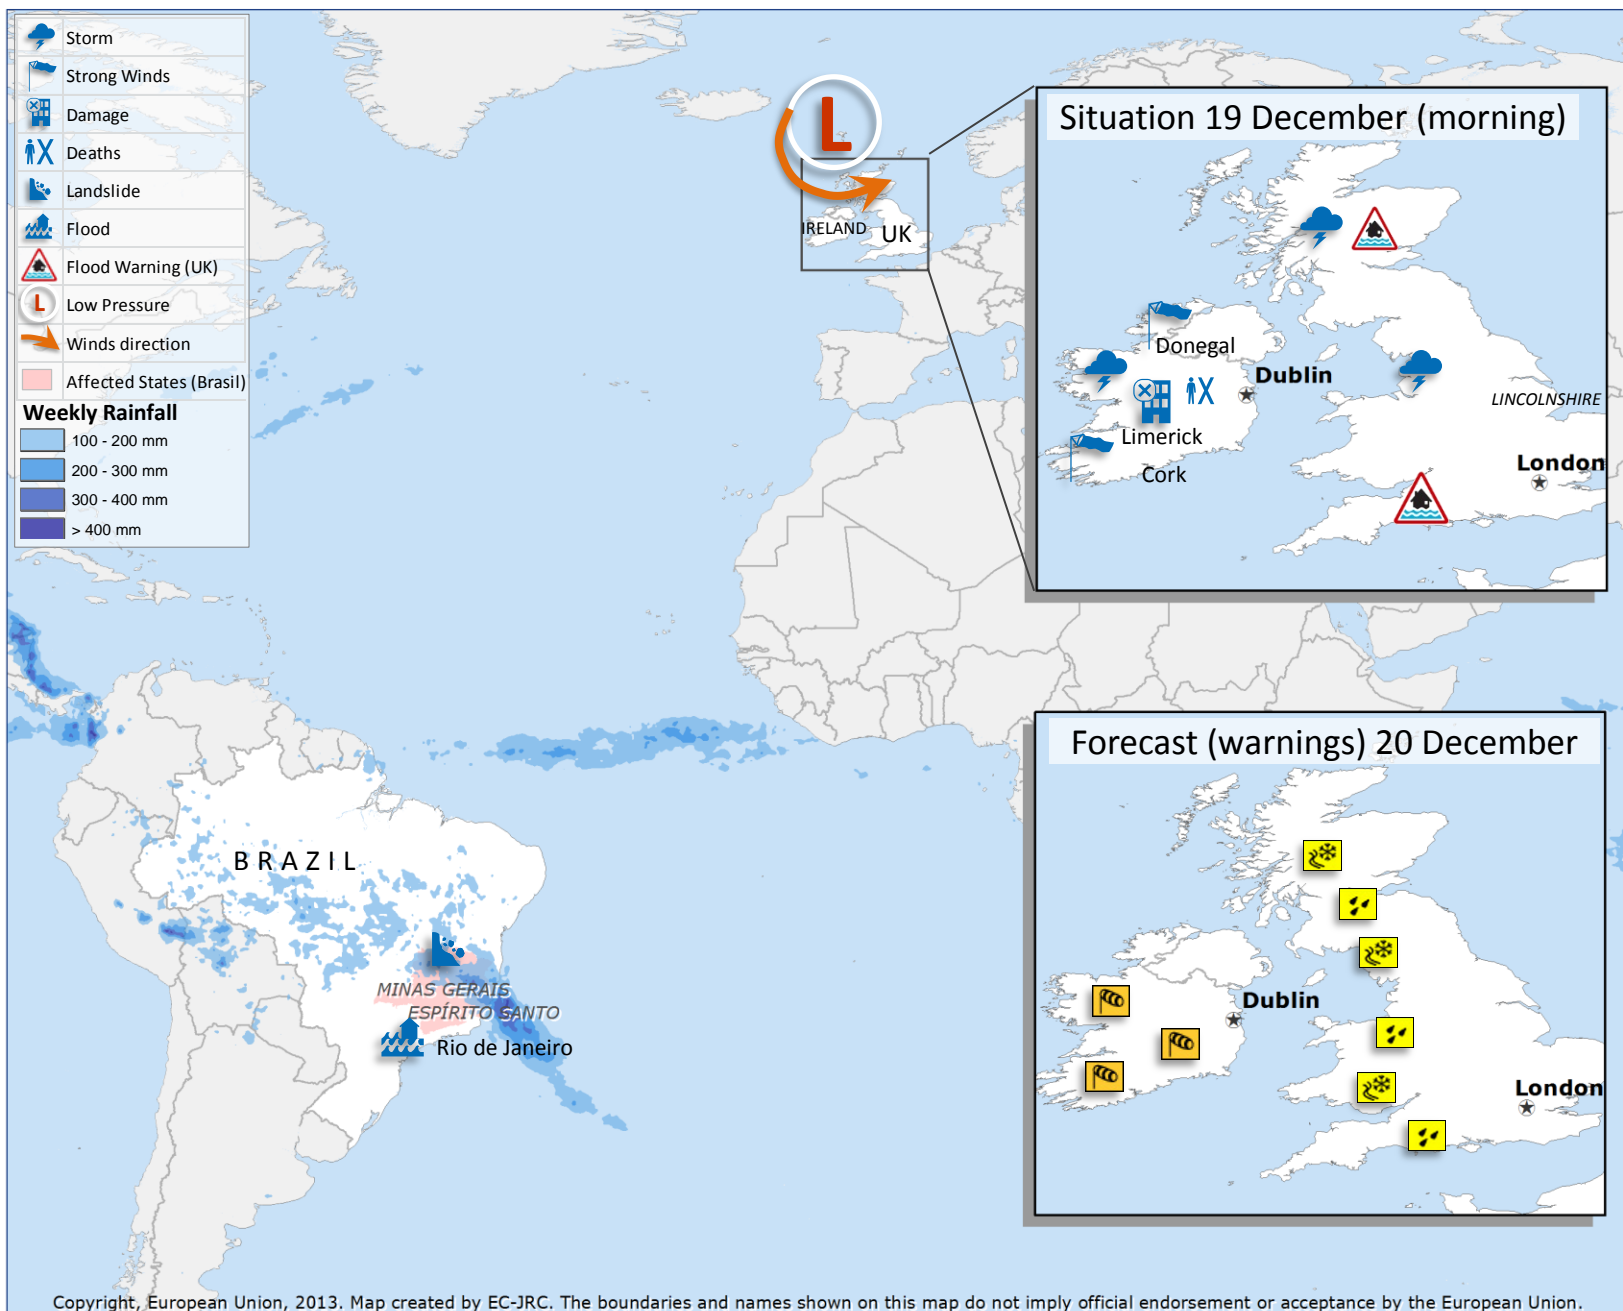 Storm
Strong Winds
Damage
Deaths
Landslide
Flood
Flood Warning (UK)
L
Low Pressure
Winds direction
Affected States (Brasil)
Weekly Rainfall
100 - 200 mm
200 - 300 mm
300 - 400 mm
> 400 mm
L
IRELAND
UK
Situation 19 December (morning)
Donegal
Dublin
LINCOLNSHIRE
Limerick
Cork
London
Forecast (warnings) 20 December
Dublin
London
BRAZIL
MINAS GERAIS
ESPÍRITO SANTO
Rio de Janeiro
Copyright, European Union, 2013. Map created by EC-JRC. The boundaries and names shown on this map do not imply official endorsement or acceptance by the European Union.